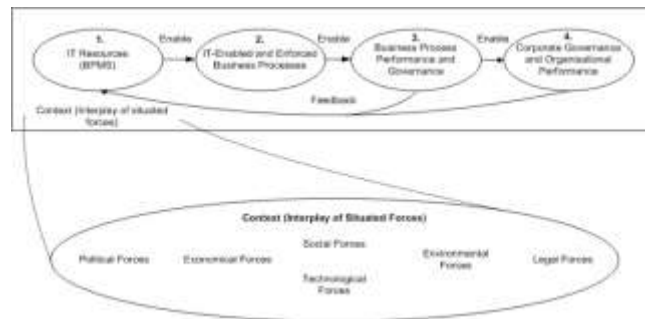 1.
IT Resources
(BPMS)
Enable
2.
IT-Enabled and Enforced
Business Processes
Enable
3.
Business Process
Performance and
Governance
Enable
4.
Corporate Governance
and Organisational
Performance
Feedback
Context (Interplay of situated
forces)
Context (Interplay of Situated Forces)
Political Forces
Economical Forces
Social Forces
Technological
Forces
Environmental
Forces
Legal Forces